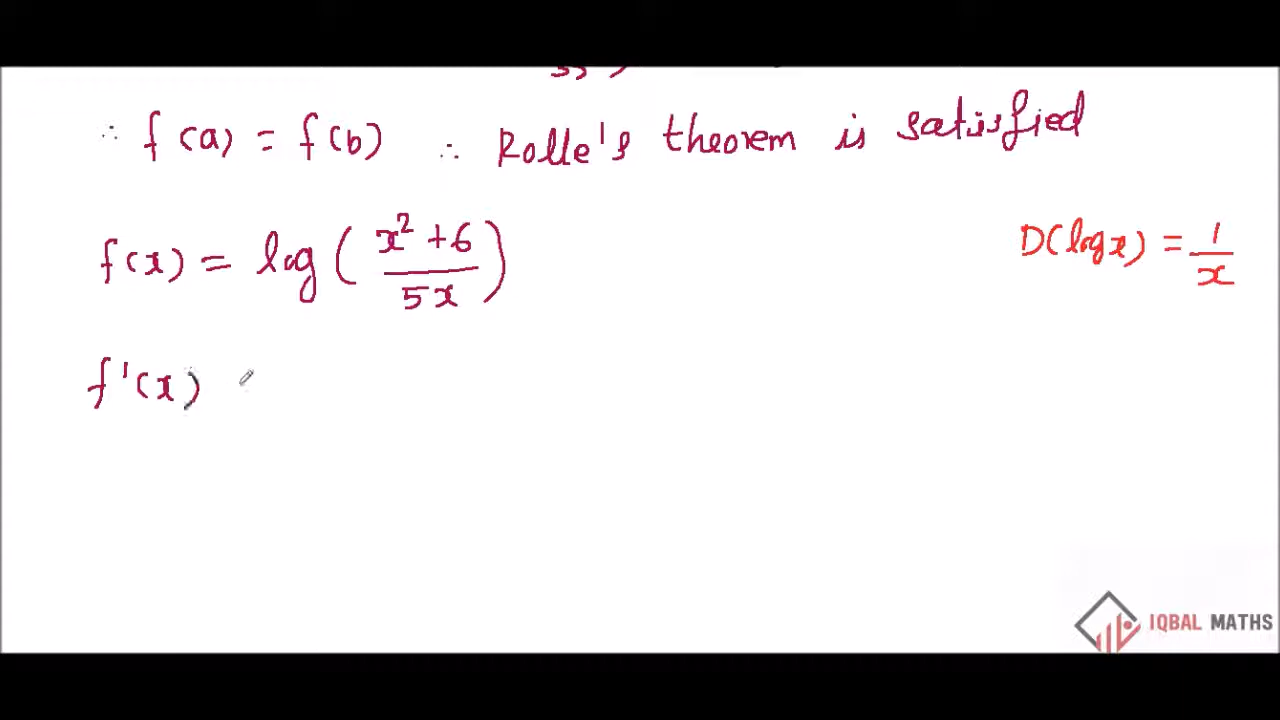 ∴ f(a) = f(b) ∴ Rolle's theorem is satisfied
f(x) = log( (x² + 6) / 5x ) D(log x) = 1/x
f'(x)
IQBAL MATHS